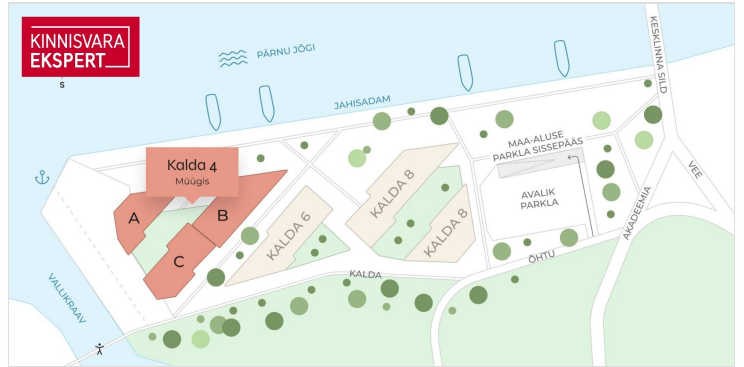 KINNISVARA
EKSPERT
S
PÄRNU JÕGI
JAHISADAM
KESKLINNA SILD
Kalda 4
Müügis
MAA-ALUSE
PARKLA SISSEPÄÄS
VEE
A
B
C
KALDA 6
KALDA 8
KALDA 8
AVALIK
PARKLA
AKADEEMIA
ÕHTU
KALDA
VALLIKRAAV